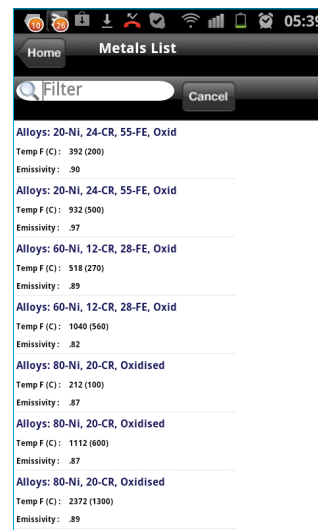 10
26
05:39
Home
Metals List
Filter
Cancel
Alloys: 20-Ni, 24-CR, 55-FE, Oxid
Temp F (C) : 392 (200)
Emissivity : .90
Alloys: 20-Ni, 24-CR, 55-FE, Oxid
Temp F (C) : 932 (500)
Emissivity : .97
Alloys: 60-Ni, 12-CR, 28-FE, Oxid
Temp F (C) : 518 (270)
Emissivity : .89
Alloys: 60-Ni, 12-CR, 28-FE, Oxid
Temp F (C) : 1040 (560)
Emissivity : .82
Alloys: 80-Ni, 20-CR, Oxidised
Temp F (C) : 212 (100)
Emissivity : .87
Alloys: 80-Ni, 20-CR, Oxidised
Temp F (C) : 1112 (600)
Emissivity : .87
Alloys: 80-Ni, 20-CR, Oxidised
Temp F (C) : 2372 (1300)
Emissivity : .89